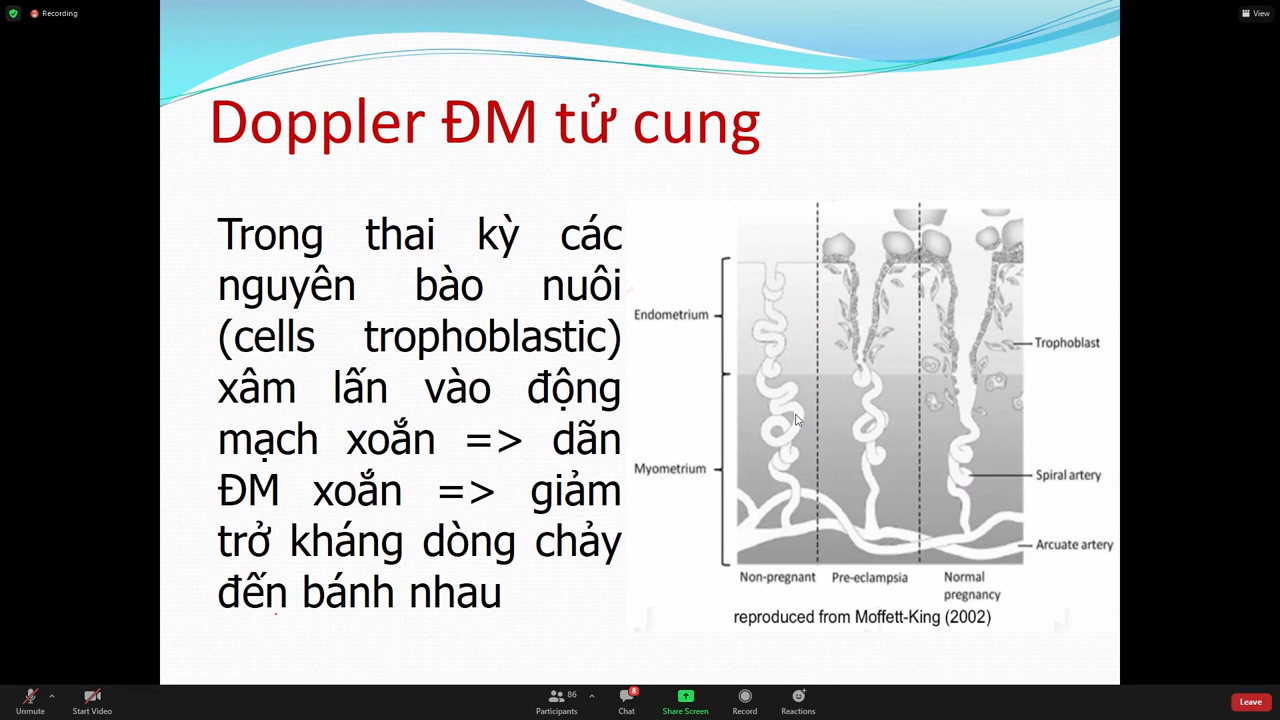 Recording
View
Doppler ĐM tử cung
Trong thai kỳ các
nguyên bào nuôi
(cells trophoblastic)
xâm lấn vào động
mạch xoắn => dãn
ĐM xoắn => giảm
trở kháng dòng chảy
đến bánh nhau
Endometrium
Trophoblast
Myometrium
Spiral artery
Arcuate artery
Non-pregnant
Pre-eclampsia
Normal
pregnancy
reproduced from Moffett-King (2002)
Unmute
Start Video
86
Participants
8
Chat
Share Screen
Record
Reactions
Leave